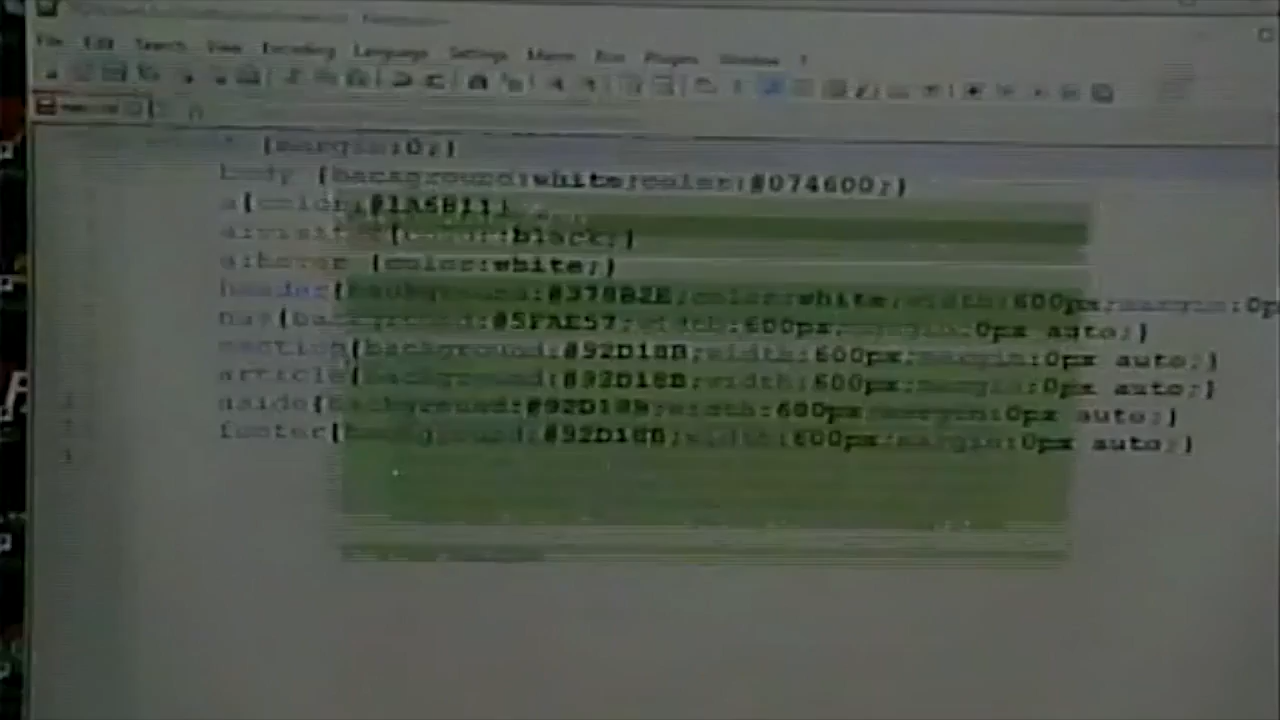 File Edit Search View Encoding Language Settings Macro Run Plugins Window ?
* {margin:0;}
body {background:white;color:#074600;}
a{color:#1A6B11}
a:visited {color:black;}
a:hover {color:white;}
header{background:#378B2E;color:white;width:600px;margin:0p
nav{background:#5FAE57;width:600px;margin:0px auto;}
section{background:#92D18B;width:600px;margin:0px auto;}
article{background:#92D18B;width:600px;margin:0px auto;}
aside{background:#92D18B;width:600px;margin:0px auto;}
footer{background:#92D18B;width:600px;margin:0px auto;}